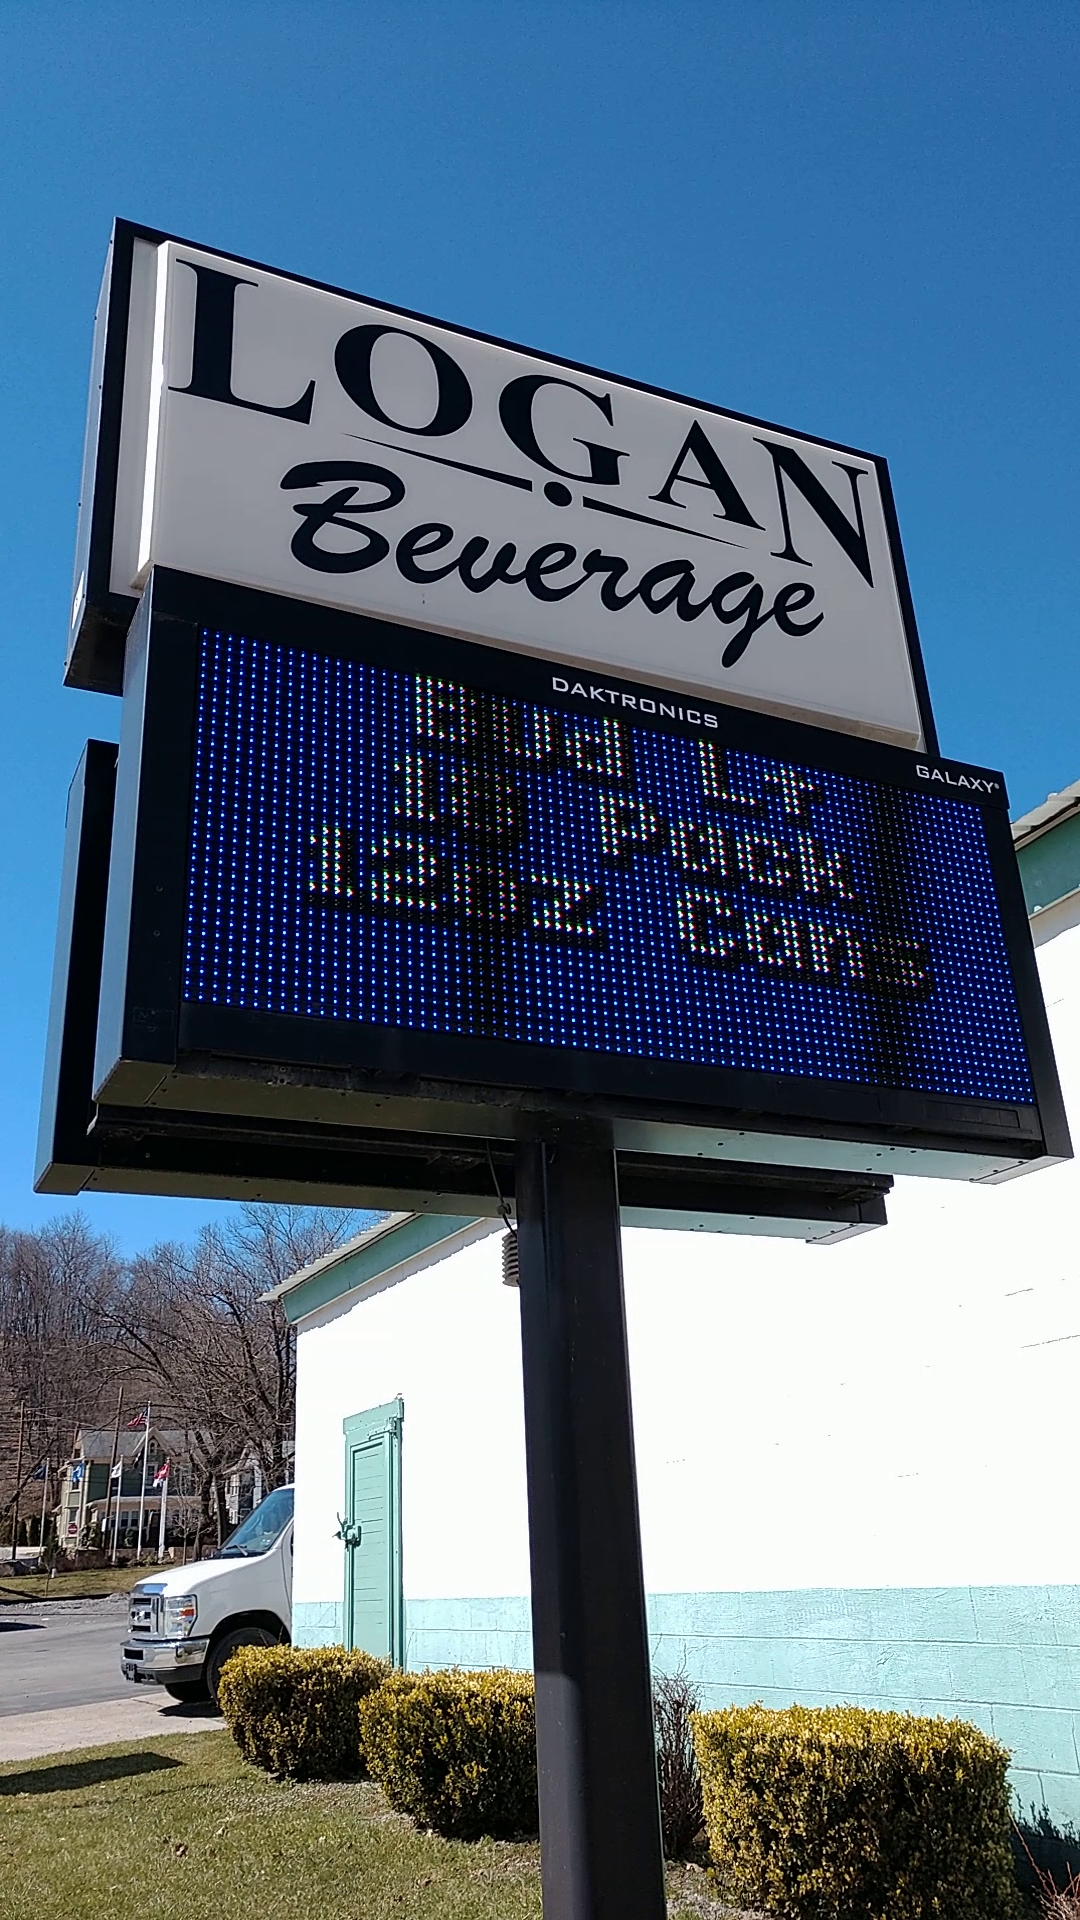 LOGAN
Beverage
DAKTRONICS
GALAXY®
Bud Lt
Pack
12oz Cans